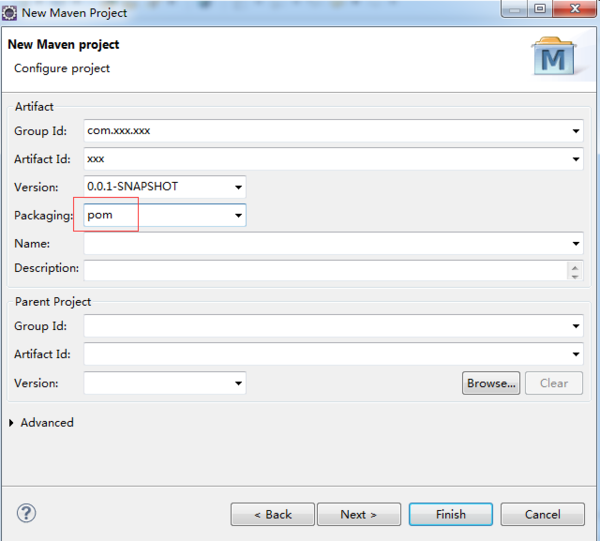 New Maven Project
New Maven project
Configure project
M
Artifact
Group Id: com.xxx.xxx
Artifact Id: xxx
Version: 0.0.1-SNAPSHOT
Packaging: pom
Name:
Description:
Parent Project
Group Id:
Artifact Id:
Version: Browse... Clear
Advanced
? < Back Next > Finish Cancel